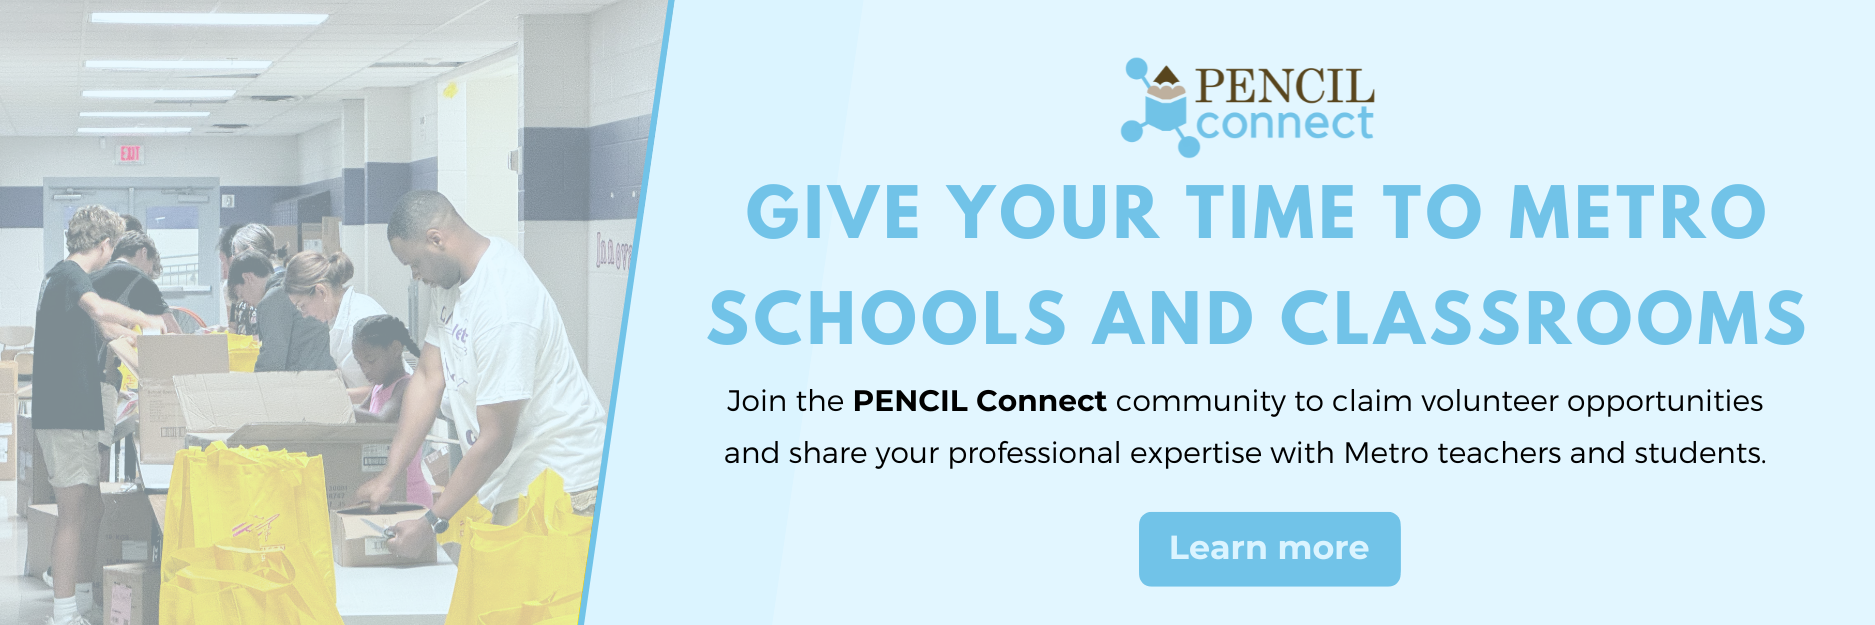 EXIT
PENCIL
connect
GIVE YOUR TIME TO METRO
SCHOOLS AND CLASSROOMS
Join the PENCIL Connect community to claim volunteer opportunities
and share your professional expertise with Metro teachers and students.
Learn more